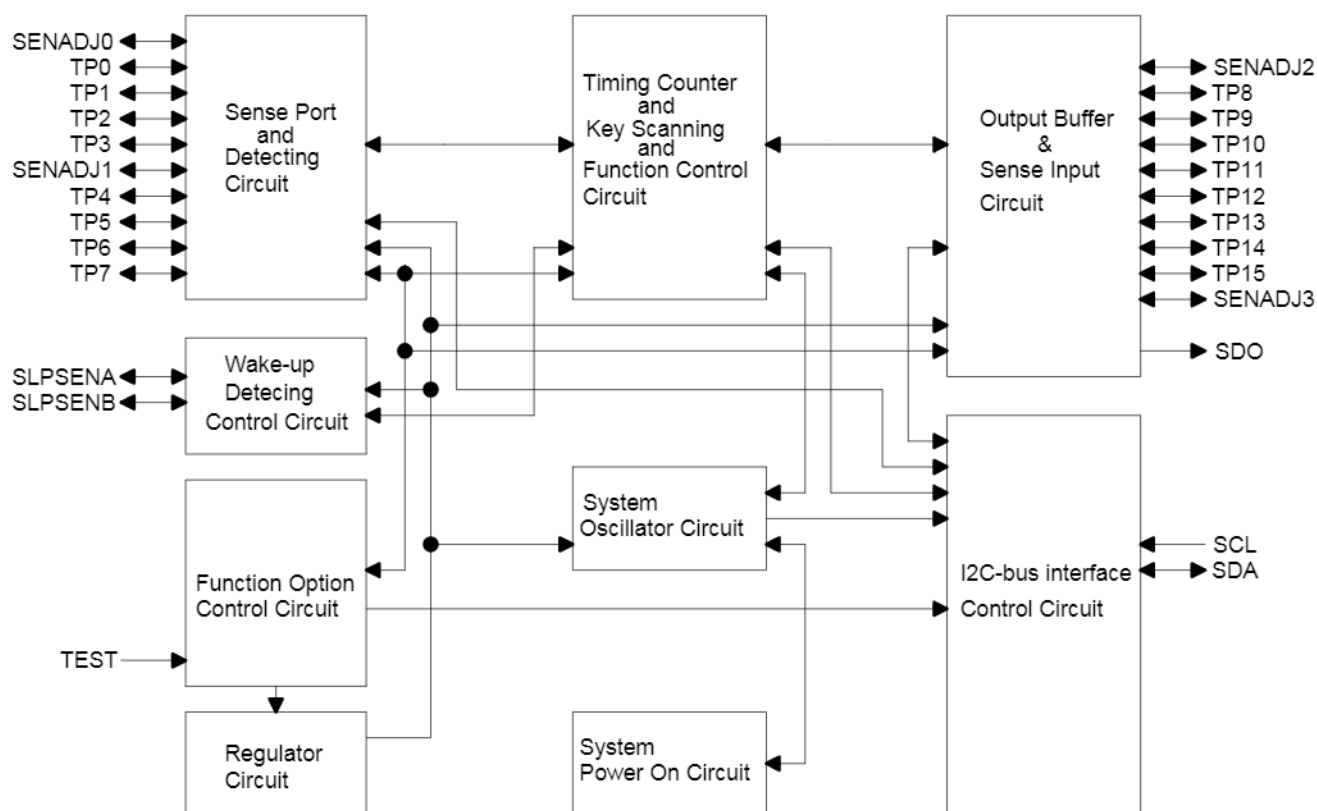 SENADJ0
TP0
TP1
TP2
TP3
SENADJ1
TP4
TP5
TP6
TP7
Sense Port
and
Detecting
Circuit
Timing Counter
and
Key Scanning
and
Function Control
Circuit
Output Buffer
&
Sense Input
Circuit
SENADJ2
TP8
TP9
TP10
TP11
TP12
TP13
TP14
TP15
SENADJ3
SDO
SLPSENA
SLPSENB
Wake-up
Detecing
Control Circuit
System
Oscillator Circuit
Function Option
Control Circuit
TEST
I2C-bus interface
Control Circuit
SCL
SDA
Regulator
Circuit
System
Power On Circuit